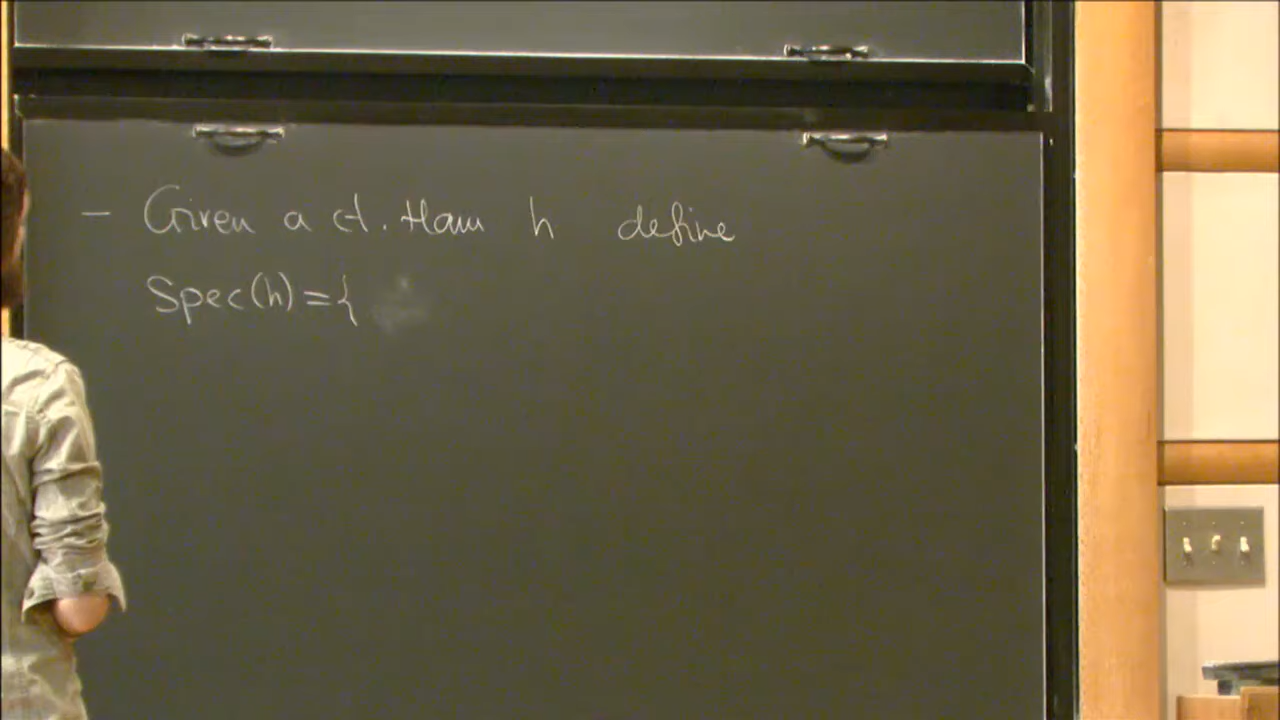 - Given a ct. Ham h define
Spec(h) = {